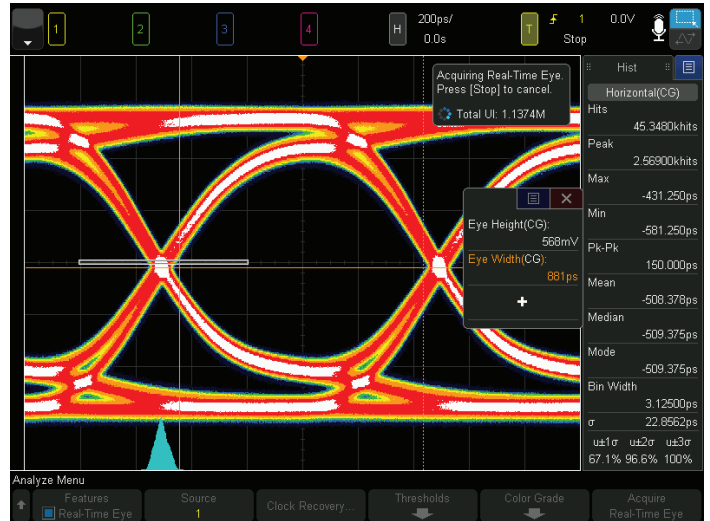 1
2
3
4
H
200ps/
0.0s
T
1
0.0V
Stop
Acquiring Real-Time Eye.
Press [Stop] to cancel.
Total UI: 1.1374M
Eye Height(CG):
568mV
Eye Width(CG):
881ps
+
Hist
Horizontal(CG)
Hits
45.3480khits
Peak
2.56900khits
Max
-431.250ps
Min
-581.250ps
Pk-Pk
150.000ps
Mean
-508.378ps
Median
-509.375ps
Mode
-509.375ps
Bin Width
3.12500ps
σ
22.8562ps
u±1σ u±2σ u±3σ
67.1% 96.6% 100%
Analyze Menu
Features
Real-Time Eye
Source
1
Clock Recovery...
Thresholds
Color Grade
Acquire
Real-Time Eye